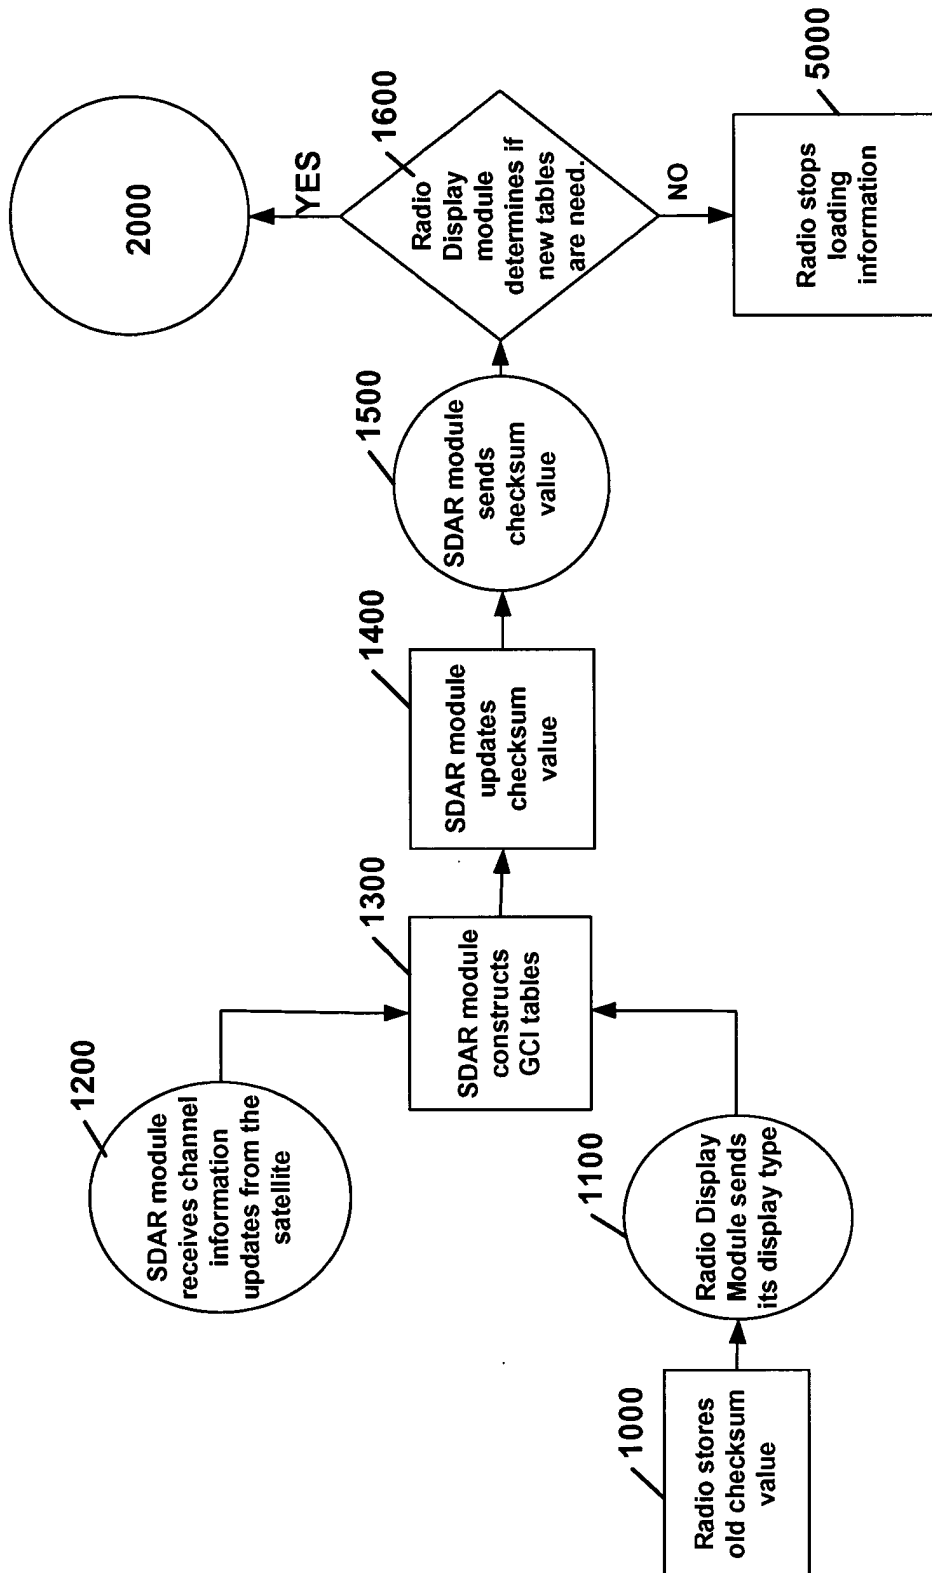 1000
Radio stores
old checksum
value
1100
Radio Display
Module sends
its display type
1200
SDAR module
receives channel
information
updates from the
satellite
1300
SDAR module
constructs
GCI tables
1400
SDAR module
updates
checksum
value
1500
SDAR module
sends
checksum
value
1600
Radio
Display
module
determines if
new tables
are need.
YES
2000
NO
5000
Radio stops
loading
information